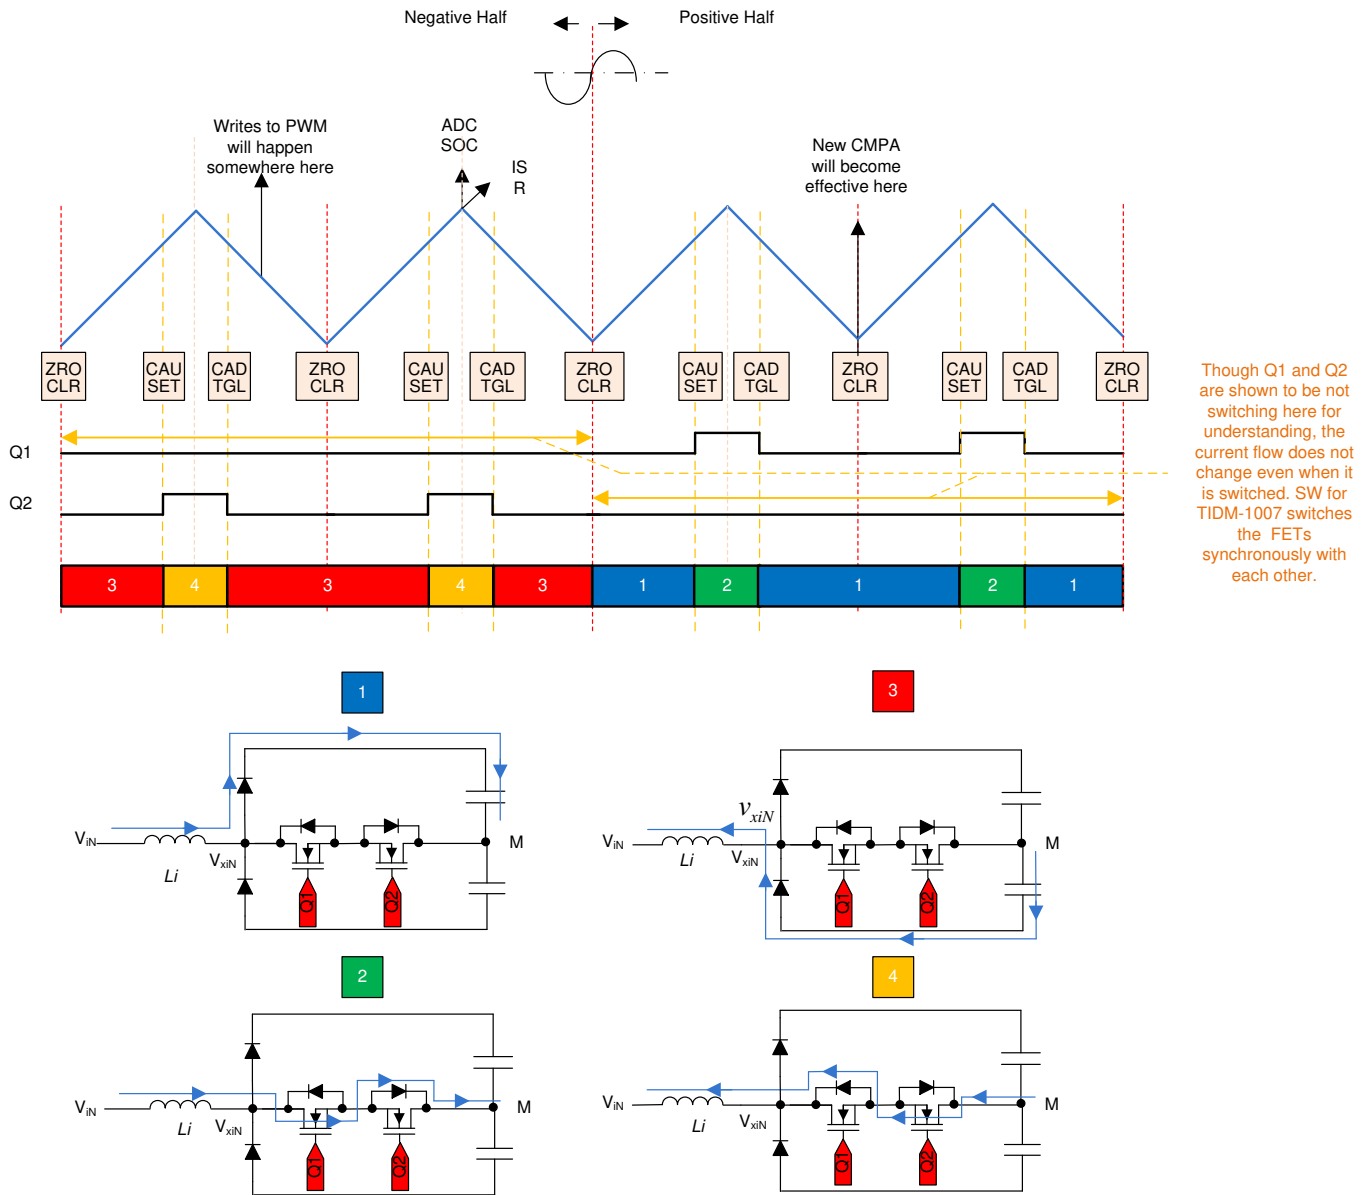 Negative Half
Positive Half
Writes to PWM
will happen
somewhere here
ADC
SOC
IS
R
New CMPA
will become
effective here
ZRO
CLR
CAU
SET
CAD
TGL
ZRO
CLR
CAU
SET
CAD
TGL
ZRO
CLR
CAU
SET
CAD
TGL
ZRO
CLR
CAU
SET
CAD
TGL
ZRO
CLR
Though Q1 and Q2
are shown to be not
switching here for
understanding, the
current flow does not
change even when it
is switched. SW for
TIDM-1007 switches
the FETs
synchronously with
each other.
Q1
Q2
3
4
3
4
3
1
2
1
2
1
1
ViN
Li
VxiN
M
Q1
Q2
3
ViN
Li
vxiN
VxiN
M
Q1
Q2
2
ViN
Li
VxiN
M
Q1
Q2
4
ViN
Li
VxiN
M
Q1
Q2